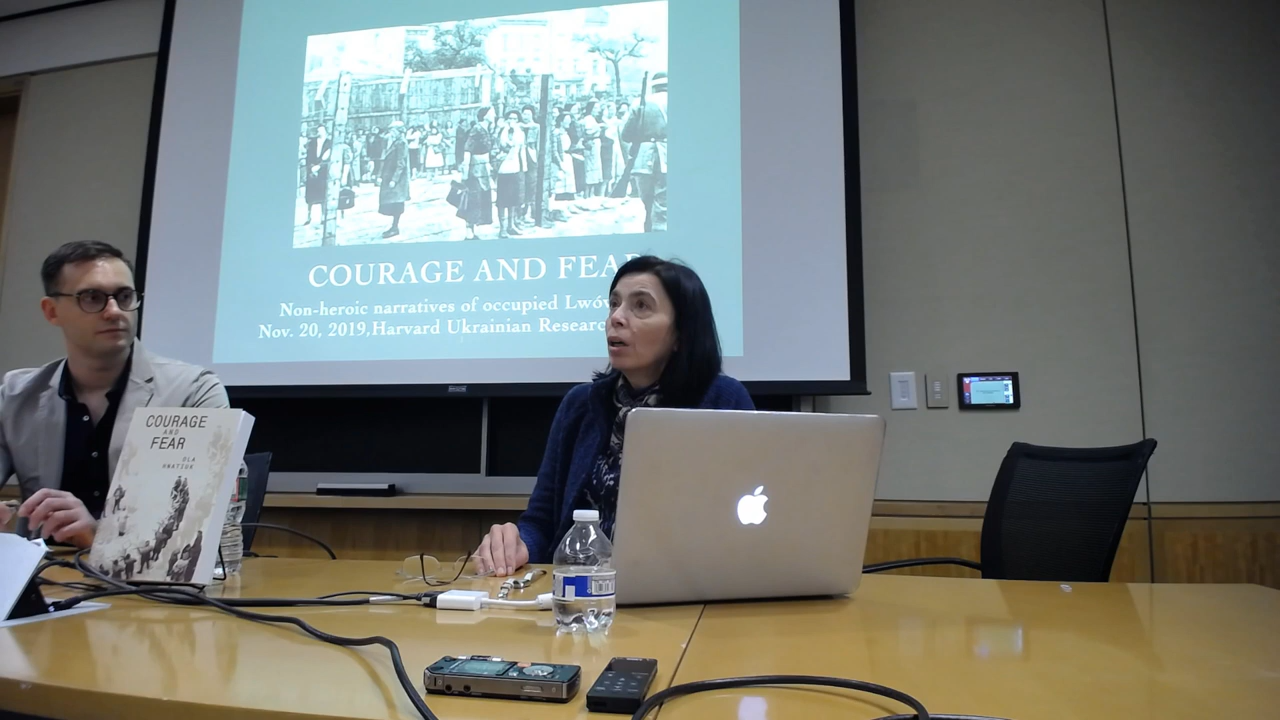 COURAGE AND FEAR
Non-heroic narratives of occupied Lwów
Nov. 20, 2019, Harvard Ukrainian Research
COURAGE
AND
FEAR
OLA
HNATIUK